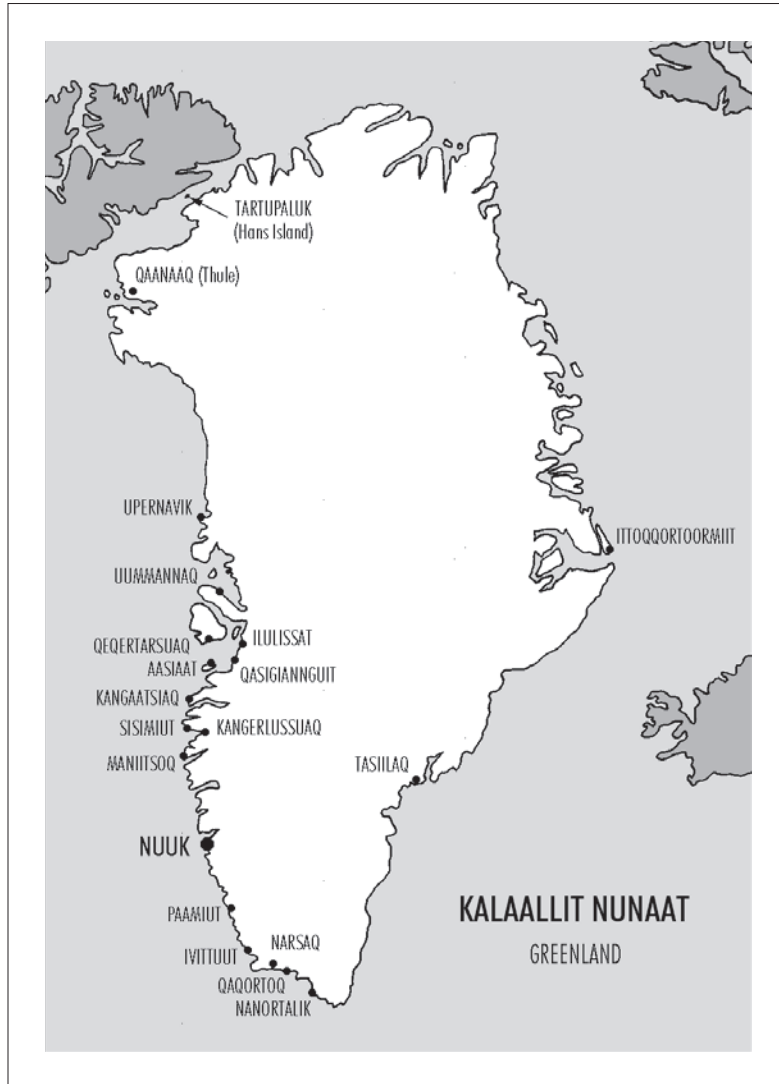 TARTUPALUK
(Hans Island)
QAANAAQ (Thule)
UPERNAVIK
ITTOQQORTOORMIIT
UUMMANNAQ
ILULISSAT
QEQERTARSUAQ
AASIAAT
QASIGIANNGUIT
KANGAATSIAQ
SISIMIUT
KANGERLUSSUAQ
MANIITSOQ
TASIILAQ
NUUK
KALAALLIT NUNAAT
GREENLAND
PAAMIUT
IVITTUUT
NARSAQ
QAQORTOQ
NANORTALIK